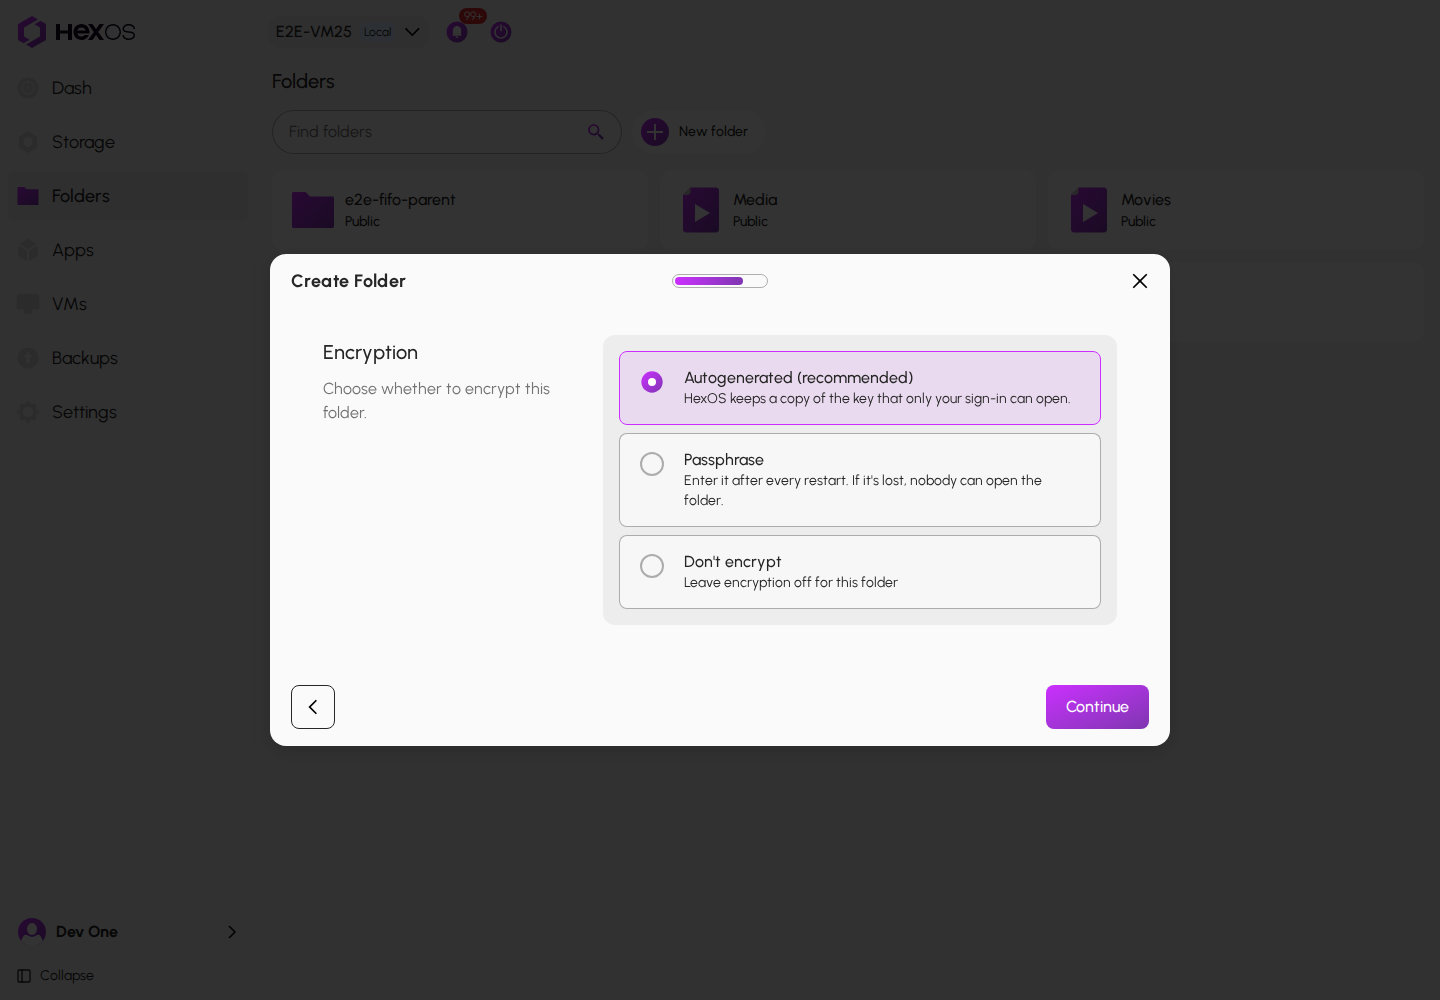 HexOS
E2E-VM25 Local
99+
Dash
Storage
Folders
Apps
VMs
Backups
Settings
Folders
Find folders
New folder
e2e-fifo-parent
Public
Media
Public
Movies
Public
Create Folder
Encryption
Choose whether to encrypt this
folder.
Autogenerated (recommended)
HexOS keeps a copy of the key that only your sign-in can open.
Passphrase
Enter it after every restart. If it's lost, nobody can open the
folder.
Don't encrypt
Leave encryption off for this folder
Continue
Dev One
Collapse